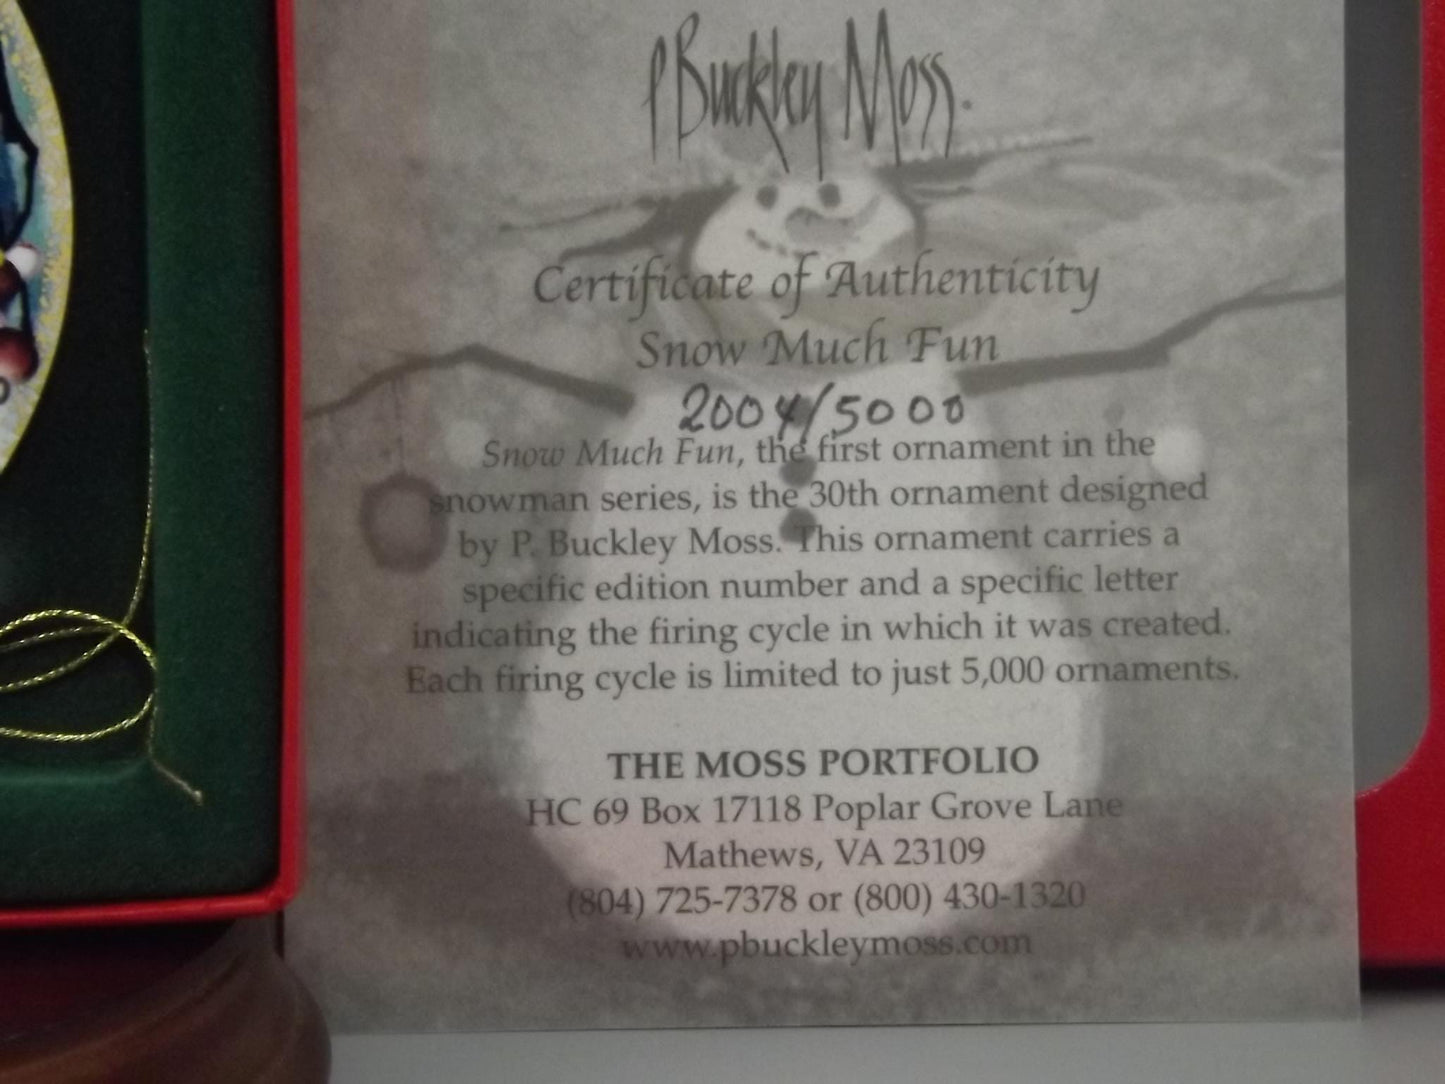 P Buckley Moss.
Certificate of Authenticity
Snow Much Fun
2004/5000
Snow Much Fun, the first ornament in the
snowman series, is the 30th ornament designed
by P. Buckley Moss. This ornament carries a
specific edition number and a specific letter
indicating the firing cycle in which it was created.
Each firing cycle is limited to just 5,000 ornaments.
THE MOSS PORTFOLIO
HC 69 Box 17118 Poplar Grove Lane
Mathews, VA 23109
(804) 725-7378 or (800) 430-1320
www.pbuckleymoss.com